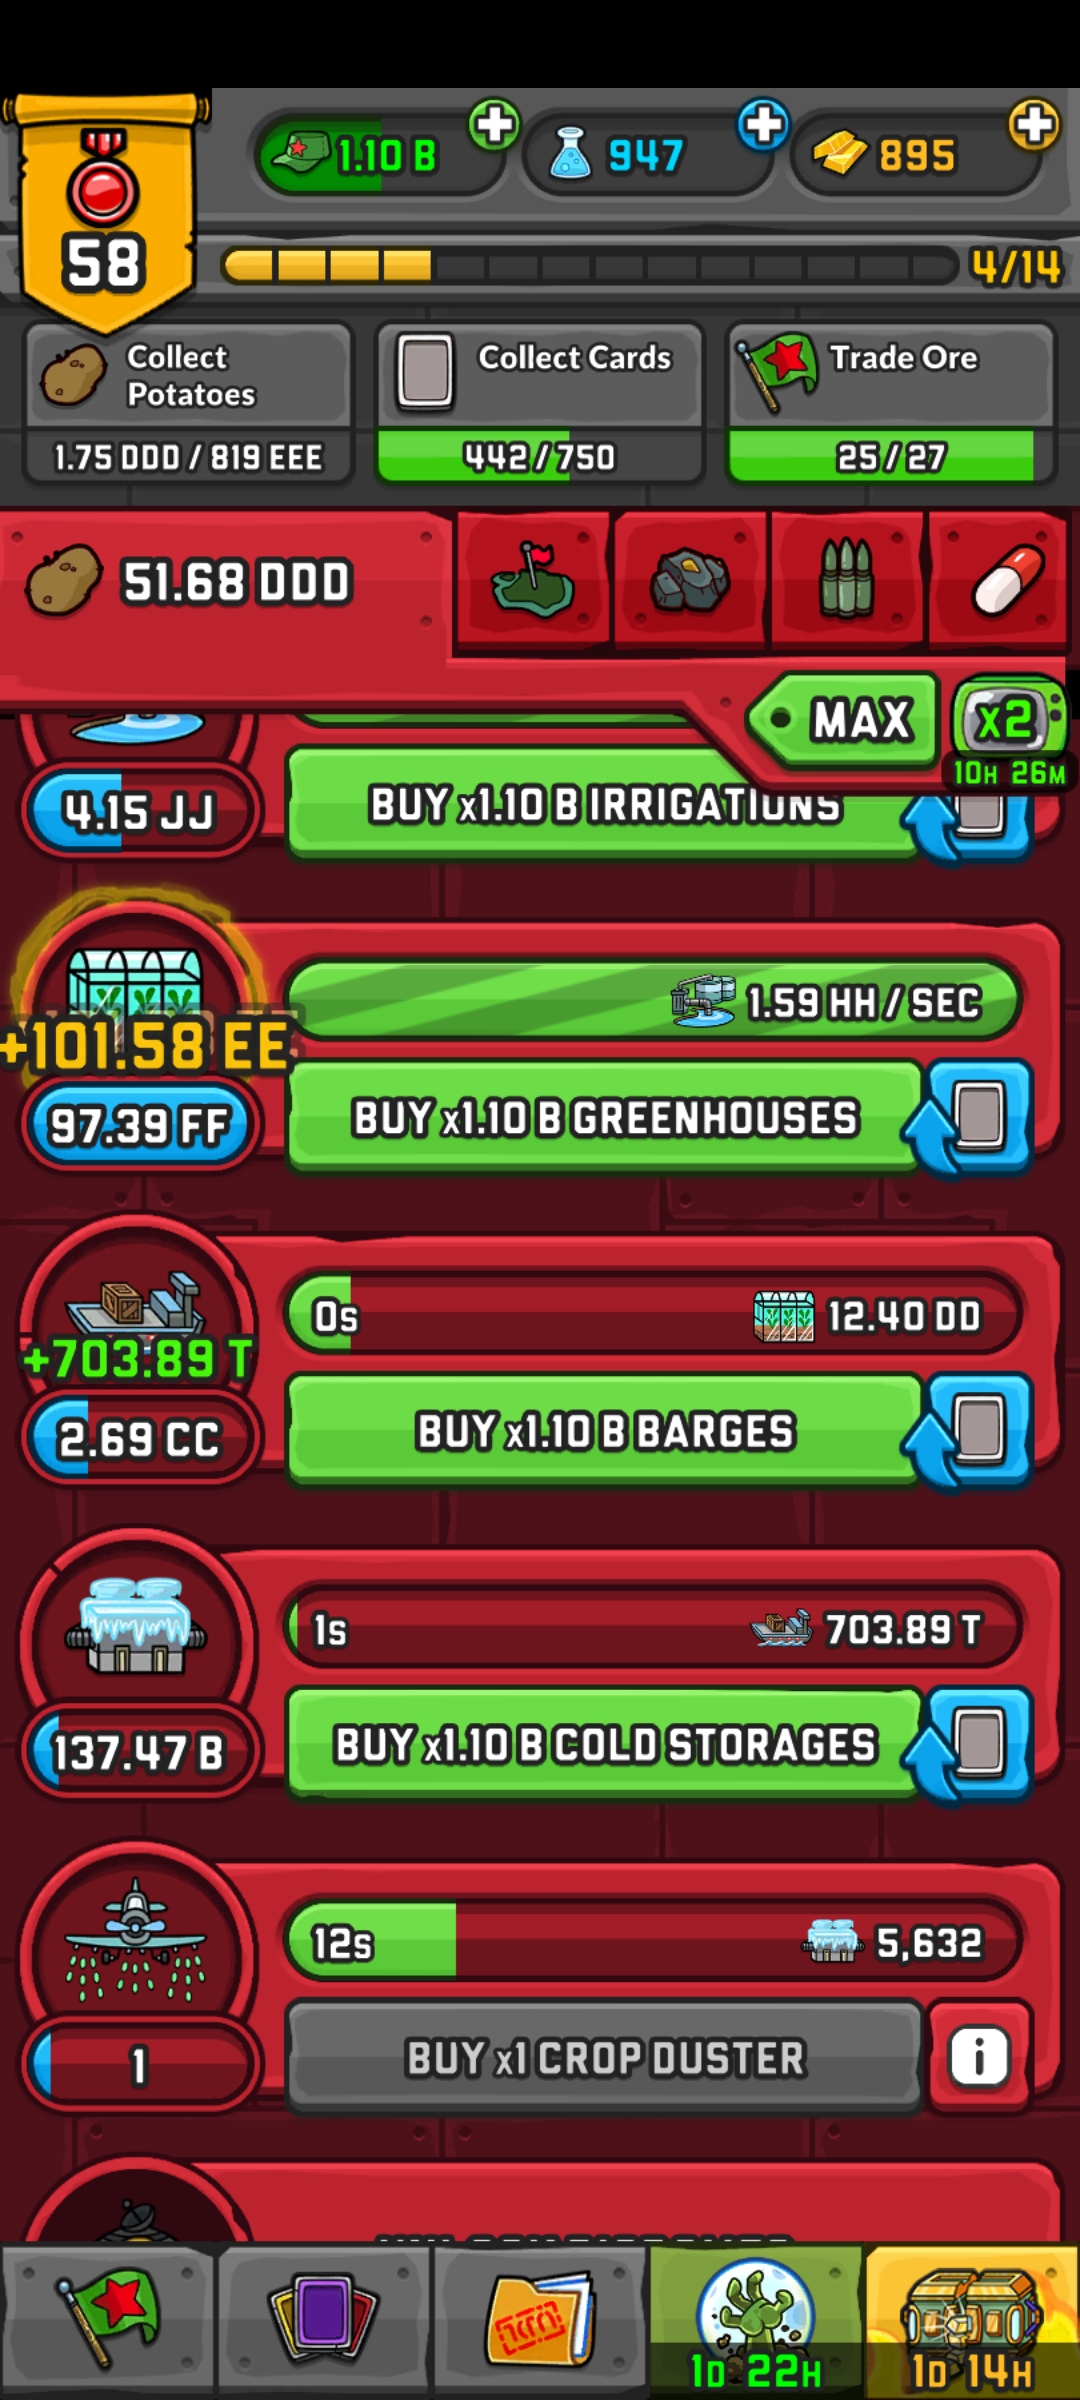 58
1.10 B
947
895
4/14
Collect
Potatoes
1.75 DDD / 819 EEE
Collect Cards
442/750
Trade Ore
25/27
51.68 DDD
MAX
x2
10H 26M
4.15 JJ
BUY x1.10 B IRRIGATIONS
1.59 HH / SEC
+101.58 EE
97.39 FF
BUY x1.10 B GREENHOUSES
0s
12.40 DD
+703.89 T
2.69 CC
BUY x1.10 B BARGES
1s
703.89 T
137.47 B
BUY x1.10 B COLD STORAGES
12s
5,632
1
BUY x1 CROP DUSTER
i
1D 22H
1D 14H